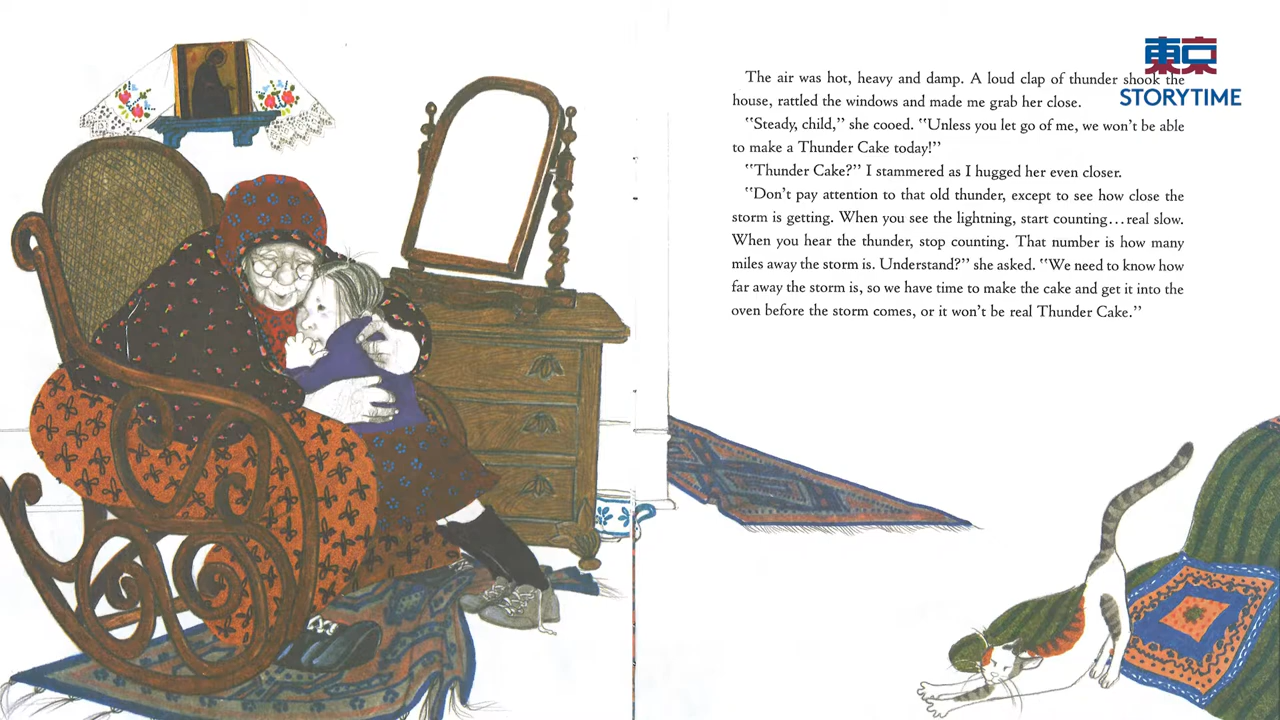 東京
STORYTIME
The air was hot, heavy and damp. A loud clap of thunder shook the
house, rattled the windows and made me grab her close.
"Steady, child," she cooed. "Unless you let go of me, we won't be able
to make a Thunder Cake today!"
"Thunder Cake?" I stammered as I hugged her even closer.
"Don't pay attention to that old thunder, except to see how close the
storm is getting. When you see the lightning, start counting...real slow.
When you hear the thunder, stop counting. That number is how many
miles away the storm is. Understand?" she asked. "We need to know how
far away the storm is, so we have time to make the cake and get it into the
oven before the storm comes, or it won't be real Thunder Cake."